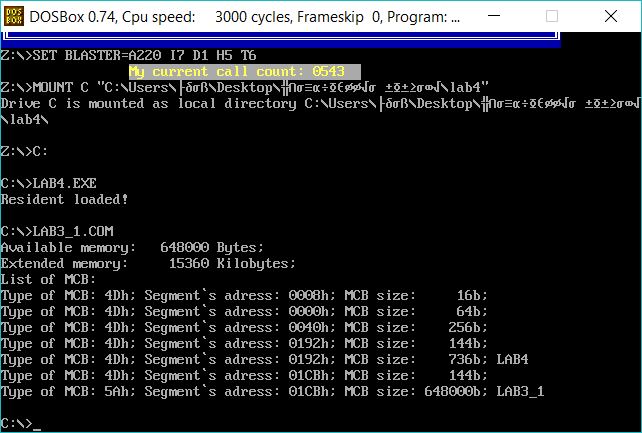 DOSBox 0.74, Cpu speed: 3000 cycles, Frameskip 0, Program: ...
Z:\>SET BLASTER=A220 I7 D1 H5 T6
My current call count: 0543
Z:\>MOUNT C "C:\Users\├δσß\Desktop\╬Πσ≡α÷Φ€φφ√σ ±Φ±≥σ∞√\lab4"
Drive C is mounted as local directory C:\Users\├δσß\Desktop\╬Πσ≡α÷Φ€φφ√σ ±Φ±≥σ∞√
\lab4\
Z:\>C:
C:\>LAB4.EXE
Resident loaded!
C:\>LAB3_1.COM
Available memory: 648000 Bytes;
Extended memory: 15360 Kilobytes;
List of MCB:
Type of MCB: 4Dh; Segment`s adress: 0008h; MCB size: 16b;
Type of MCB: 4Dh; Segment`s adress: 0000h; MCB size: 64b;
Type of MCB: 4Dh; Segment`s adress: 0040h; MCB size: 256b;
Type of MCB: 4Dh; Segment`s adress: 0192h; MCB size: 144b;
Type of MCB: 4Dh; Segment`s adress: 0192h; MCB size: 736b; LAB4
Type of MCB: 4Dh; Segment`s adress: 01CBh; MCB size: 144b;
Type of MCB: 5Ah; Segment`s adress: 01CBh; MCB size: 648000b; LAB3_1
C:\>_